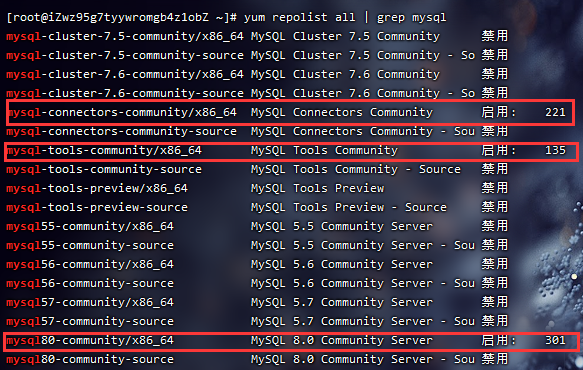 [root@iZwz95g7tyywromgb4z1obZ ~]# yum repolist all | grep mysql
mysql-cluster-7.5-community/x86_64 MySQL Cluster 7.5 Community 禁用
mysql-cluster-7.5-community-source MySQL Cluster 7.5 Community - So 禁用
mysql-cluster-7.6-community/x86_64 MySQL Cluster 7.6 Community 禁用
mysql-cluster-7.6-community-source MySQL Cluster 7.6 Community - So 禁用
mysql-connectors-community/x86_64 MySQL Connectors Community 启用: 221
mysql-connectors-community-source MySQL Connectors Community - Sou 禁用
mysql-tools-community/x86_64 MySQL Tools Community 启用: 135
mysql-tools-community-source MySQL Tools Community - Source 禁用
mysql-tools-preview/x86_64 MySQL Tools Preview 禁用
mysql-tools-preview-source MySQL Tools Preview - Source 禁用
mysql55-community/x86_64 MySQL 5.5 Community Server 禁用
mysql55-community-source MySQL 5.5 Community Server - Sou 禁用
mysql56-community/x86_64 MySQL 5.6 Community Server 禁用
mysql56-community-source MySQL 5.6 Community Server - Sou 禁用
mysql57-community/x86_64 MySQL 5.7 Community Server 禁用
mysql57-community-source MySQL 5.7 Community Server - Sou 禁用
mysql80-community/x86_64 MySQL 8.0 Community Server 启用: 301
mysql80-community-source MySQL 8.0 Community Server - Sou 禁用